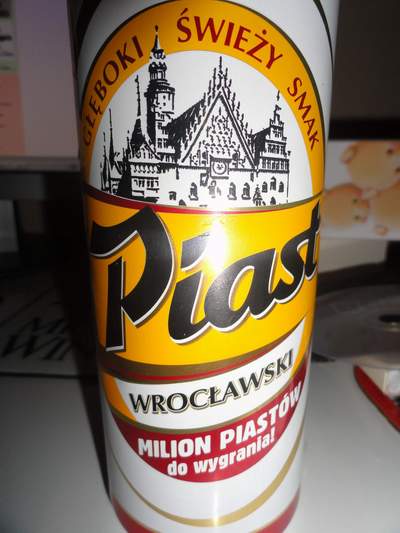 GŁĘBOKI ŚWIEŻY SMAK
Piast
WROCŁAWSKI
MILION PIASTÓW
do wygrania!